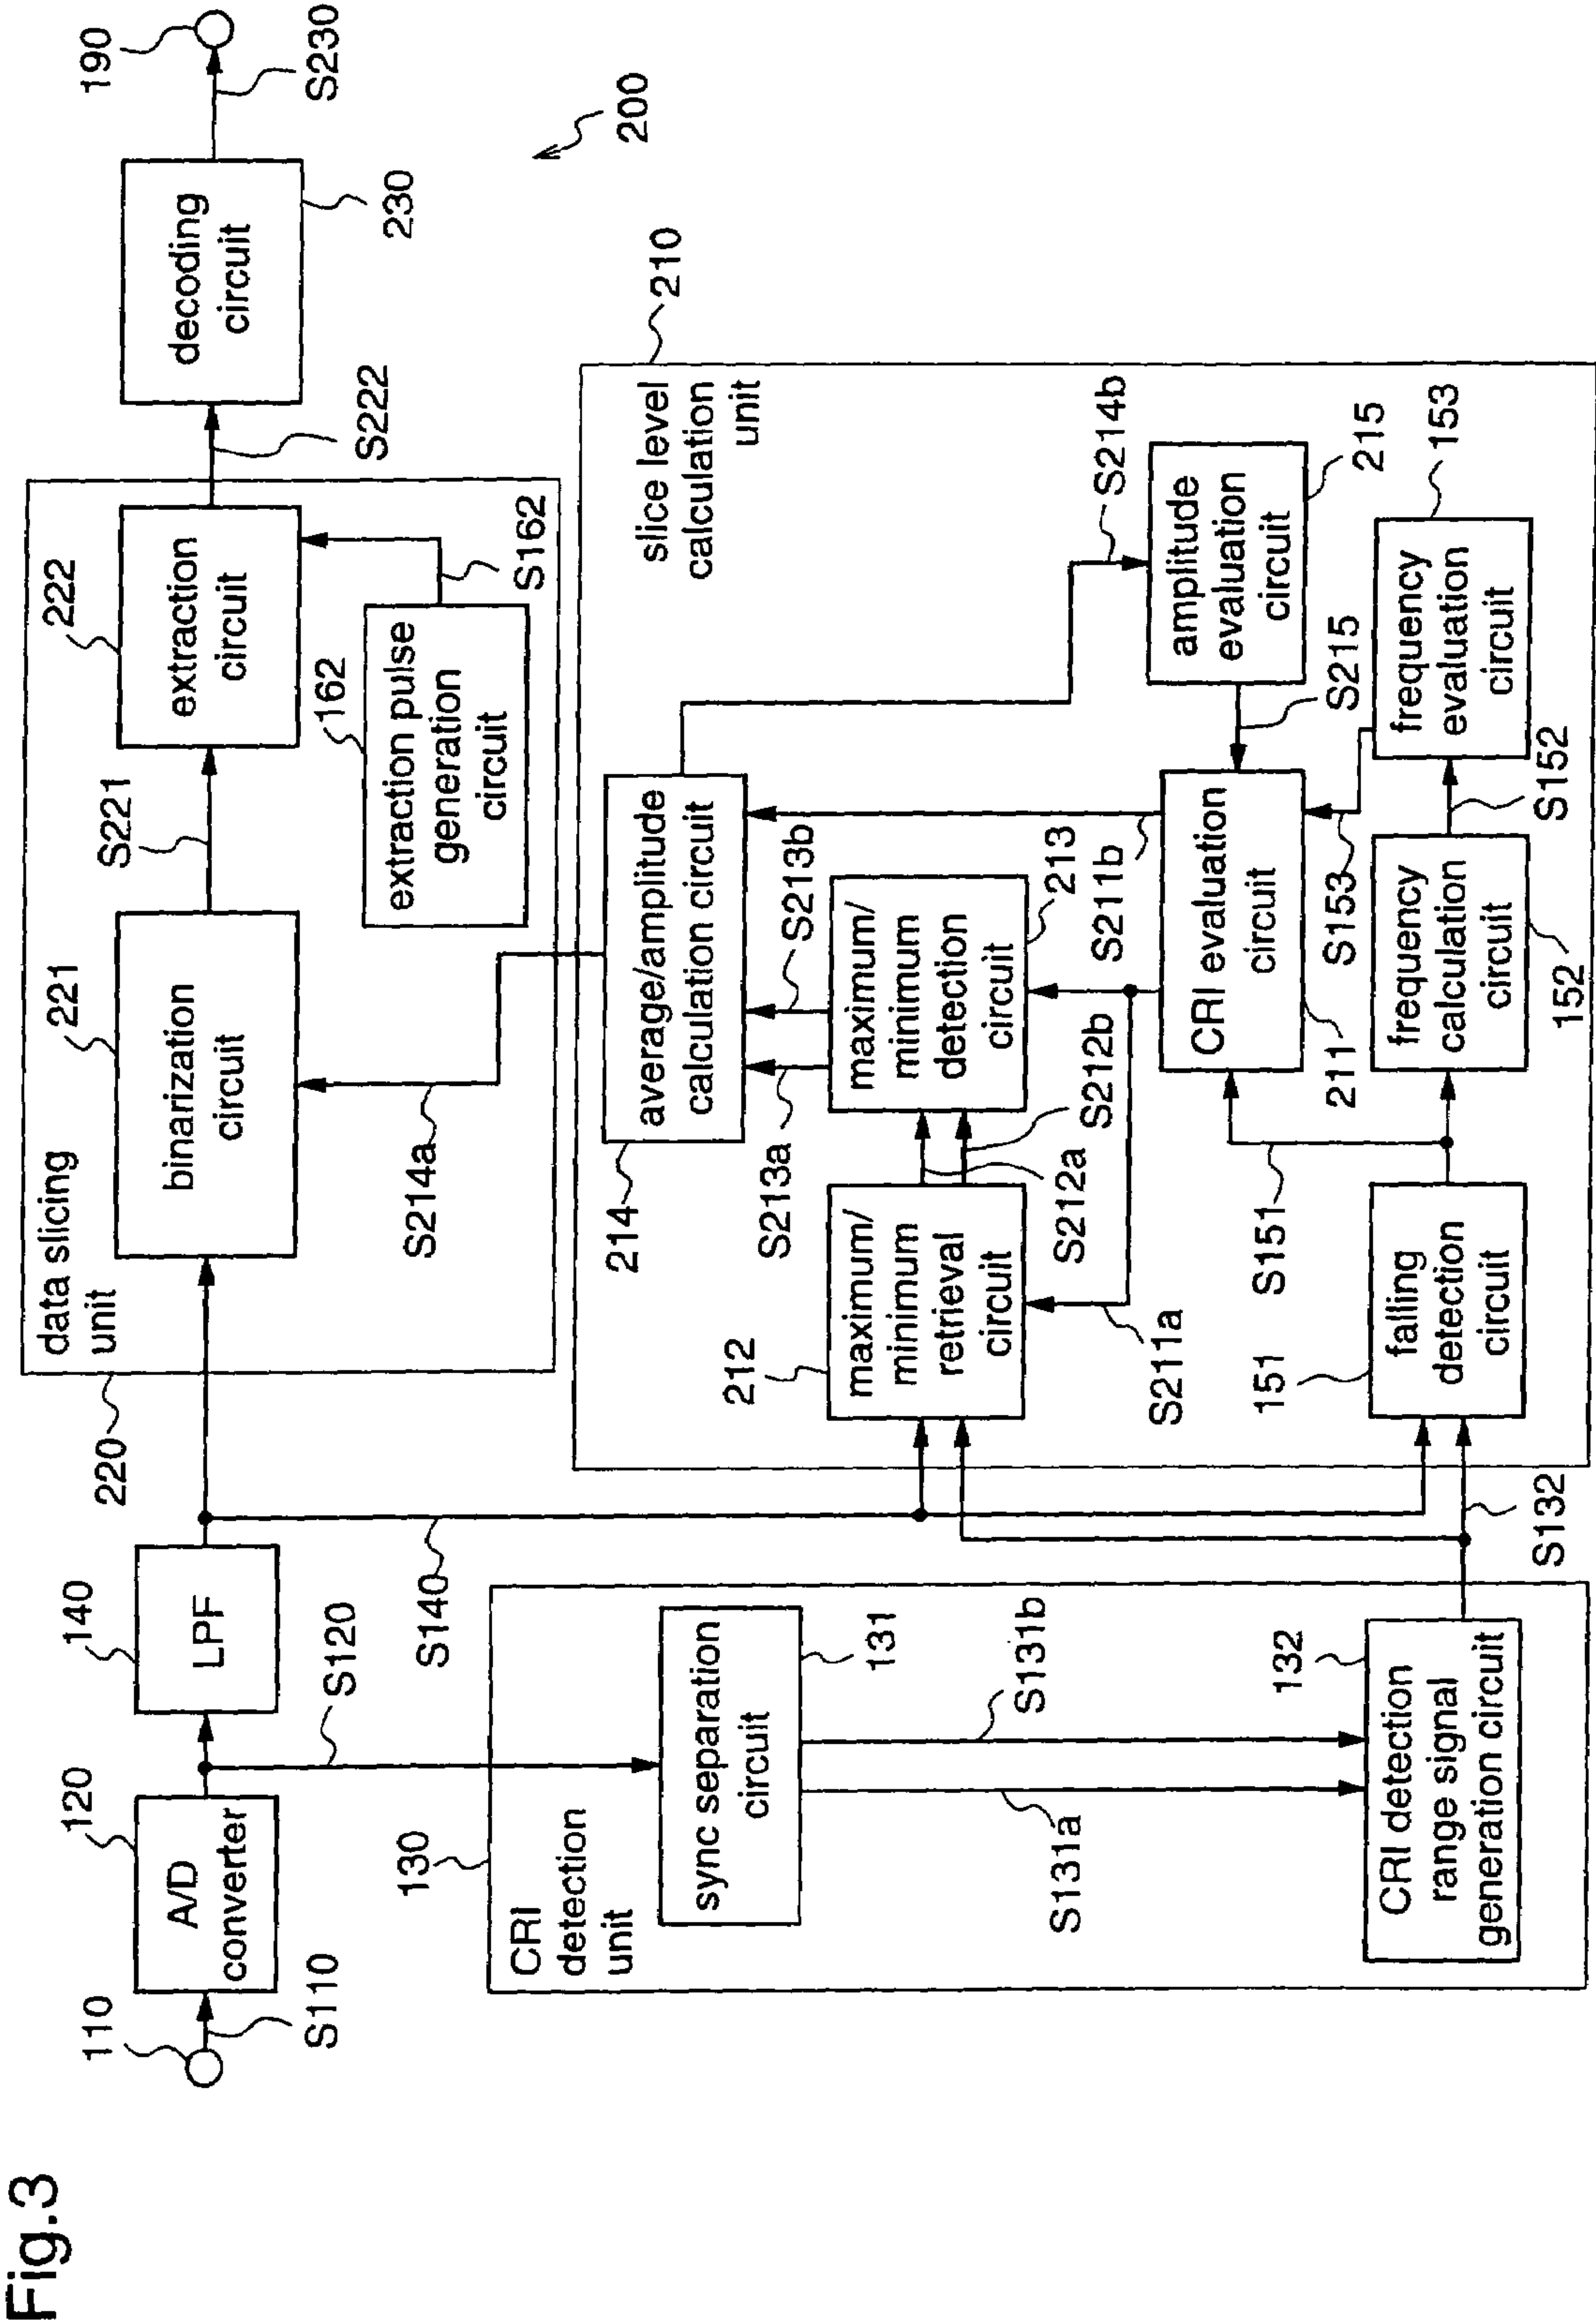 Fig.3
110
S110
120
A/D
converter
S120
140
LPF
S140
130
CRI
detection
unit
sync separation
circuit
131
S131a
S131b
132
CRI detection
range signal
generation circuit
S132
220
data slicing
unit
221
binarization
circuit
S221
222
extraction
circuit
162
extraction pulse
generation
circuit
S162
S222
decoding
circuit
230
190
S230
200
S214a
210
slice level
calculation
unit
214
average/amplitude
calculation circuit
S214b
S213a
S213b
212
maximum/
minimum
retrieval
circuit
S212a
S212b
maximum/
minimum
detection
circuit
213
S211a
S211b
CRI evaluation
circuit
211
amplitude
evaluation
circuit
215
S215
151
falling
detection
circuit
S151
frequency
calculation
circuit
152
S152
S153
frequency
evaluation
circuit
153